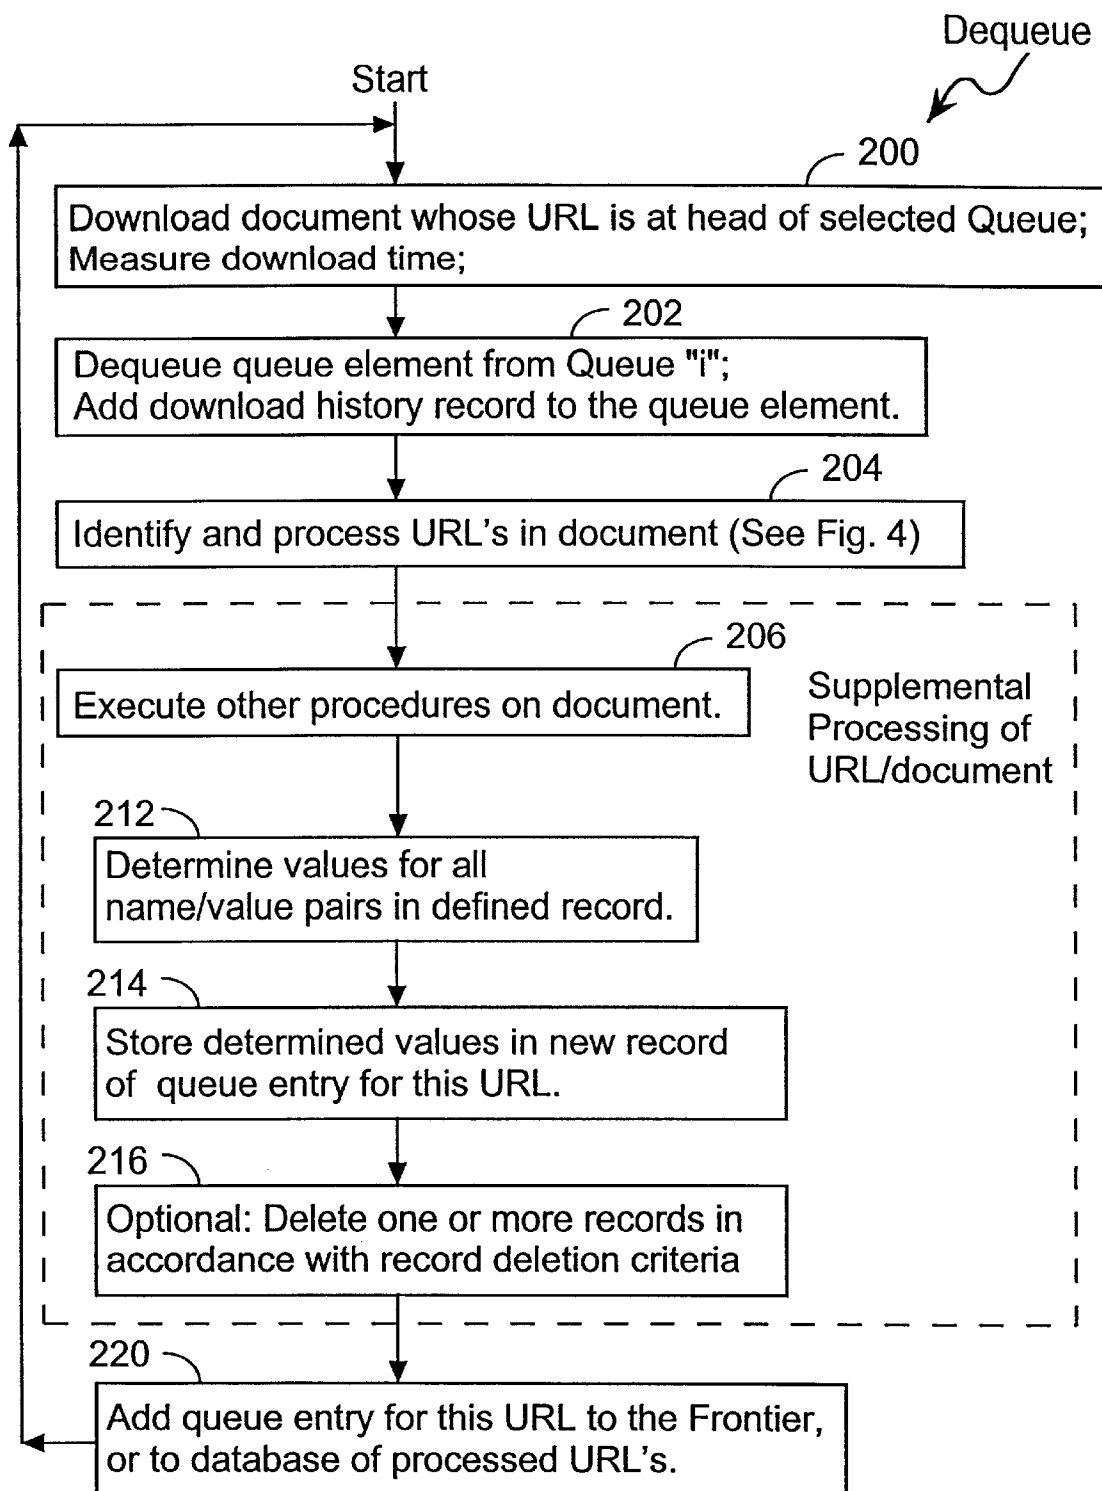 Dequeue
Start
200
Download document whose URL is at head of selected Queue;
Measure download time;
202
Dequeue queue element from Queue "i";
Add download history record to the queue element.
204
Identify and process URL's in document (See Fig. 4)
206
Execute other procedures on document.
Supplemental
Processing of
URL/document
212
Determine values for all
name/value pairs in defined record.
214
Store determined values in new record
of queue entry for this URL.
216
Optional: Delete one or more records in
accordance with record deletion criteria
220
Add queue entry for this URL to the Frontier,
or to database of processed URL's.